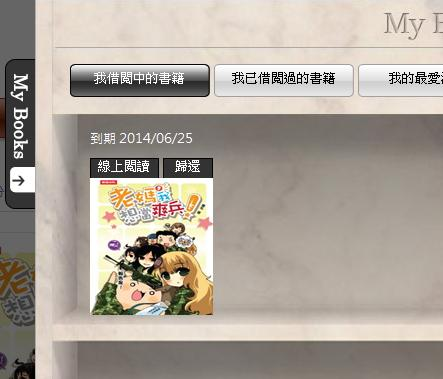 My B
My Books
我借閱中的書籍
我已借閱過的書籍
我的最愛
到期 2014/06/25
線上閱讀
歸還
老媽我
想當爽兵!